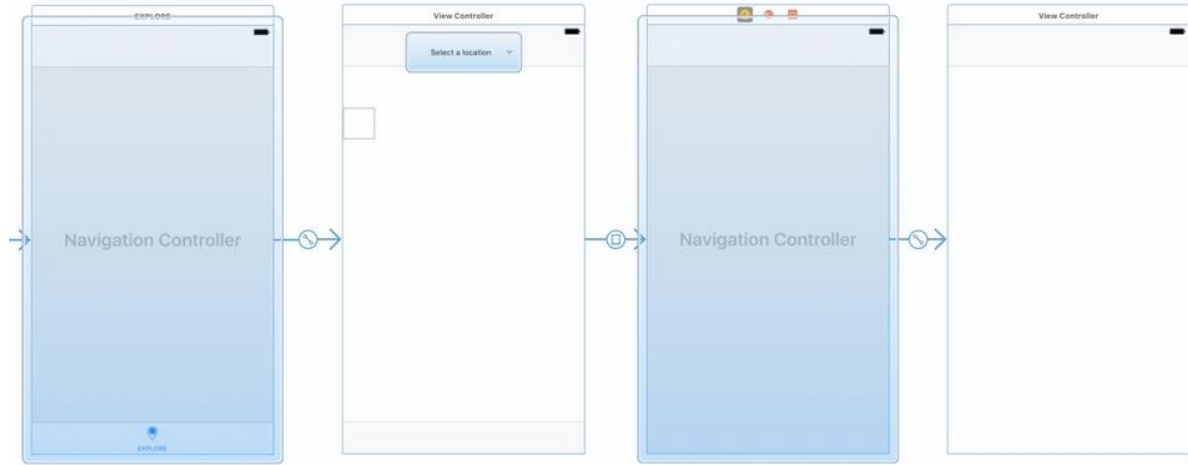 EXPLORE
View Controller
View Controller
Select a location
Navigation Controller
Navigation Controller
EXPLORE